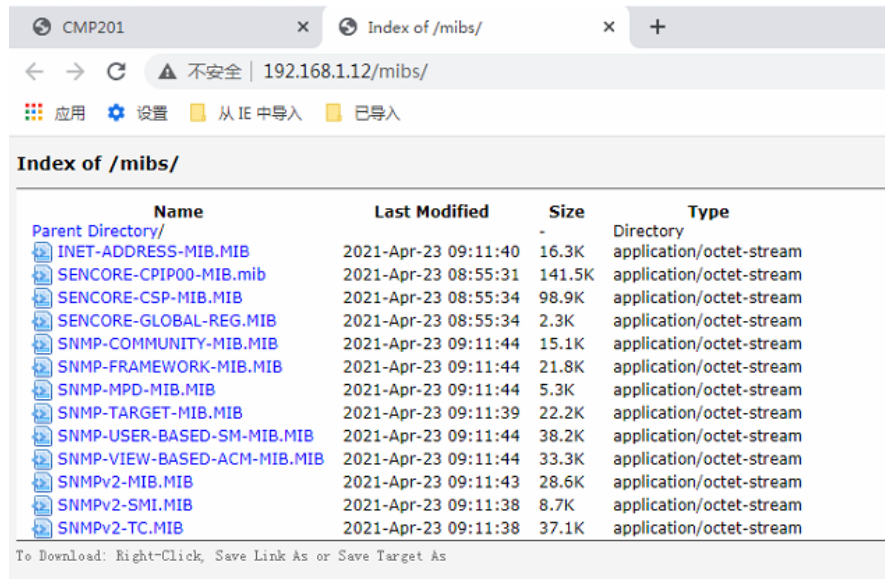 CMP201 × Index of /mibs/ × +
不安全 | 192.168.1.12/mibs/
应用 设置 从 IE 中导入 已导入
Index of /mibs/
Name Last Modified Size Type
Parent Directory/ - Directory
INET-ADDRESS-MIB.MIB 2021-Apr-23 09:11:40 16.3K application/octet-stream
SENCORE-CPIP00-MIB.mib 2021-Apr-23 08:55:31 141.5K application/octet-stream
SENCORE-CSP-MIB.MIB 2021-Apr-23 08:55:34 98.9K application/octet-stream
SENCORE-GLOBAL-REG.MIB 2021-Apr-23 08:55:34 2.3K application/octet-stream
SNMP-COMMUNITY-MIB.MIB 2021-Apr-23 09:11:44 15.1K application/octet-stream
SNMP-FRAMEWORK-MIB.MIB 2021-Apr-23 09:11:44 21.8K application/octet-stream
SNMP-MPD-MIB.MIB 2021-Apr-23 09:11:44 5.3K application/octet-stream
SNMP-TARGET-MIB.MIB 2021-Apr-23 09:11:39 22.2K application/octet-stream
SNMP-USER-BASED-SM-MIB.MIB 2021-Apr-23 09:11:44 38.2K application/octet-stream
SNMP-VIEW-BASED-ACM-MIB.MIB 2021-Apr-23 09:11:44 33.3K application/octet-stream
SNMPv2-MIB.MIB 2021-Apr-23 09:11:43 28.6K application/octet-stream
SNMPv2-SMI.MIB 2021-Apr-23 09:11:38 8.7K application/octet-stream
SNMPv2-TC.MIB 2021-Apr-23 09:11:38 37.1K application/octet-stream
To Download: Right-Click, Save Link As or Save Target As